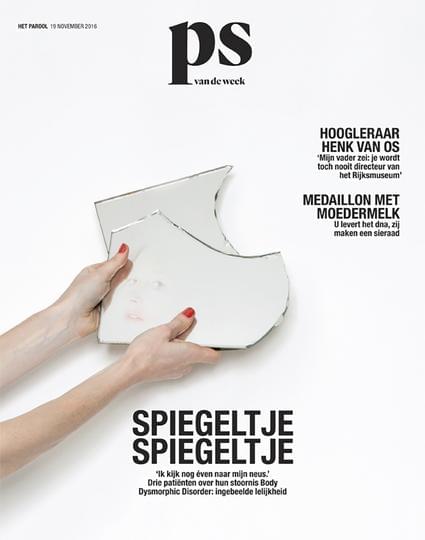 HET PAROOL 19 NOVEMBER 2016
ps
van de week
HOOGLERAAR
HENK VAN OS
'Mijn vader zei: je wordt
toch nooit directeur van
het Rijksmuseum'
MEDAILLON MET
MOEDERMELK
U levert het dna, zij
maken een sieraad
SPIEGELTJE
SPIEGELTJE
'Ik kijk nog éven naar mijn neus.'
Drie patiënten over hun stoornis Body
Dysmorphic Disorder: ingebeelde lelijkheid